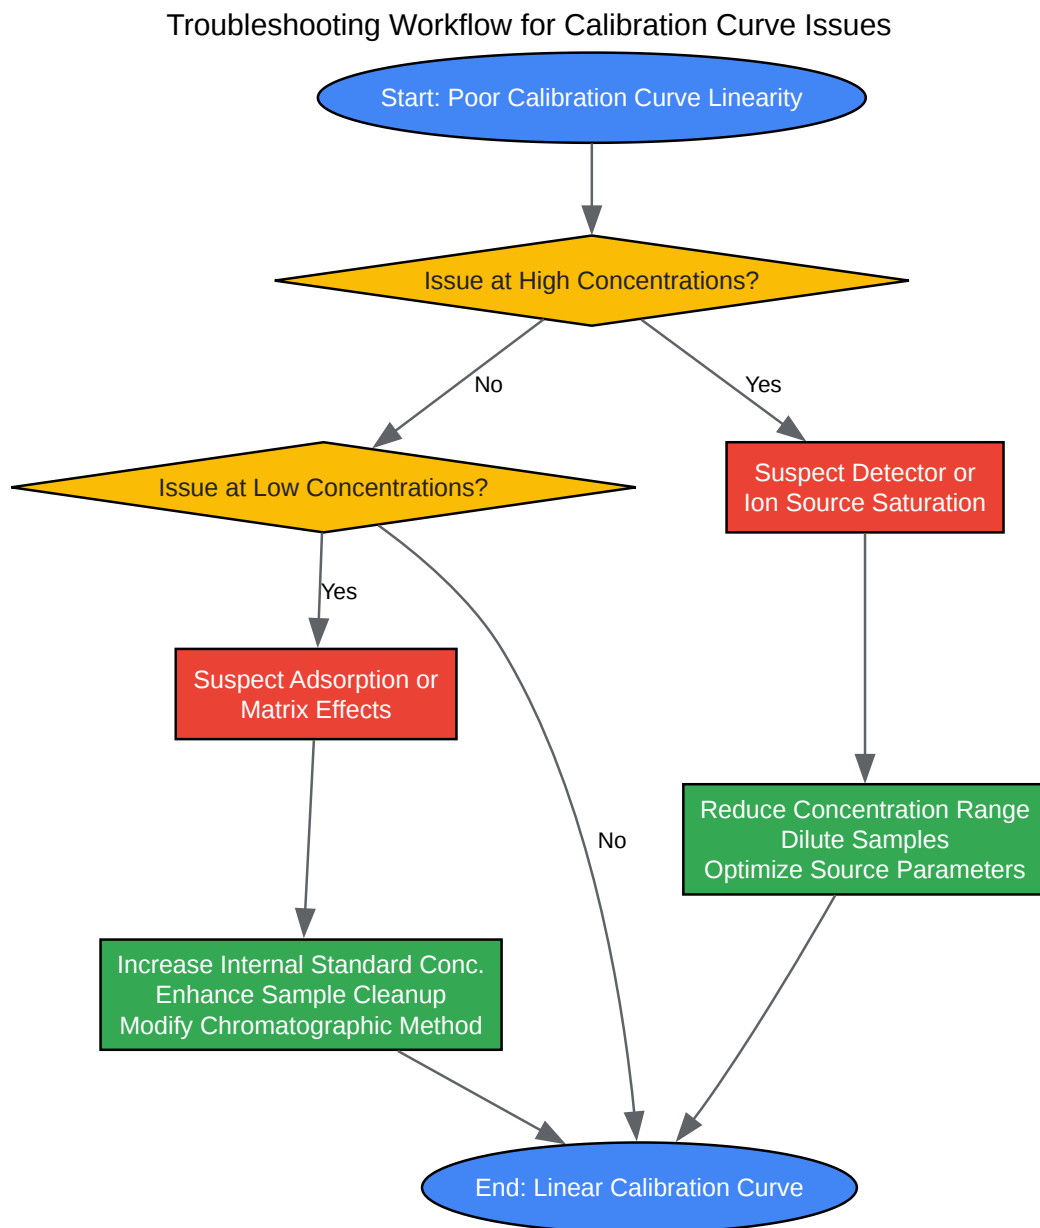 Troubleshooting Workflow for Calibration Curve Issues
Start: Poor Calibration Curve Linearity
Issue at High Concentrations?
No
Yes
Issue at Low Concentrations?
Suspect Detector or
Ion Source Saturation
Yes
Suspect Adsorption or
Matrix Effects
No
Reduce Concentration Range
Dilute Samples
Optimize Source Parameters
Increase Internal Standard Conc.
Enhance Sample Cleanup
Modify Chromatographic Method
End: Linear Calibration Curve